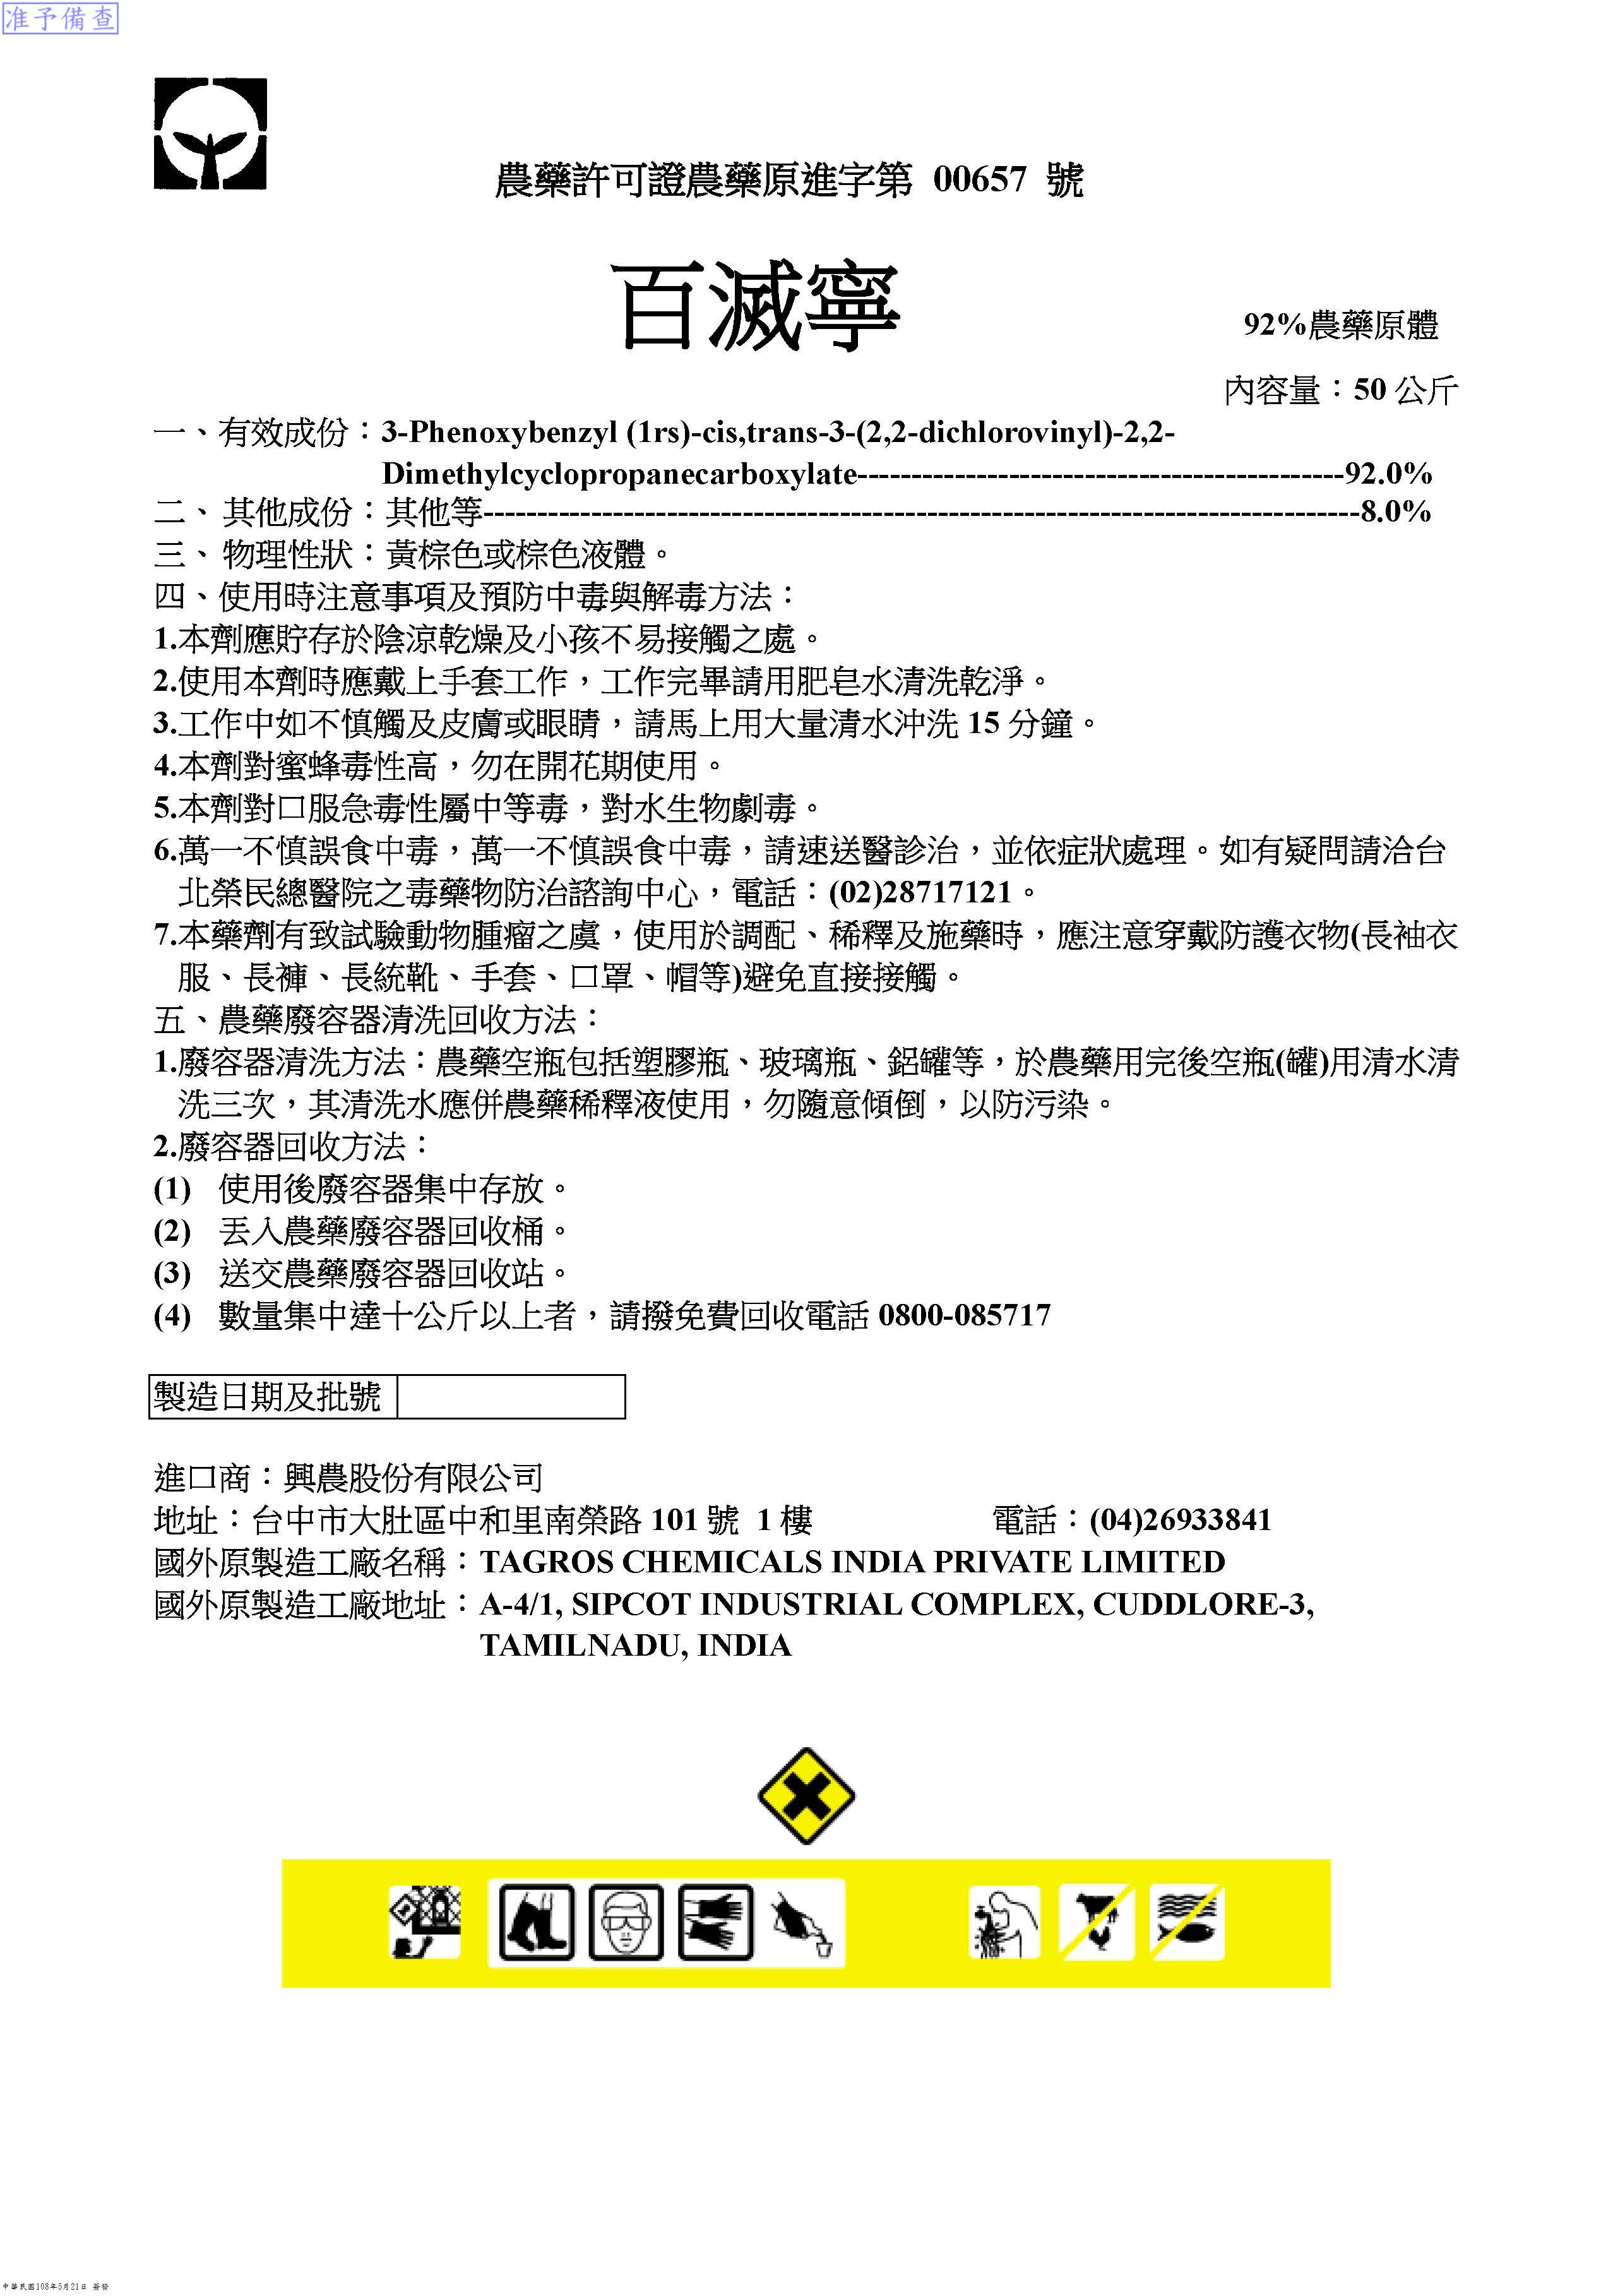 准予備查
農藥許可證農藥原進字第 00657 號
百滅寧
92%農藥原體
內容量：50 公斤
一、有效成份：3-Phenoxybenzyl (1rs)-cis,trans-3-(2,2-dichlorovinyl)-2,2-
Dimethylcyclopropanecarboxylate---------------------------------------------92.0%
二、 其他成份：其他等---------------------------------------------------------------------------------8.0%
三、 物理性狀：黃棕色或棕色液體。
四、使用時注意事項及預防中毒與解毒方法：
1.本劑應貯存於陰涼乾燥及小孩不易接觸之處。
2.使用本劑時應戴上手套工作，工作完畢請用肥皂水清洗乾淨。
3.工作中如不慎觸及皮膚或眼睛，請馬上用大量清水沖洗 15 分鐘。
4.本劑對蜜蜂毒性高，勿在開花期使用。
5.本劑對口服急毒性屬中等毒，對水生物劇毒。
6.萬一不慎誤食中毒，萬一不慎誤食中毒，請速送醫診治，並依症狀處理。如有疑問請洽台
北榮民總醫院之毒藥物防治諮詢中心，電話：(02)28717121。
7.本藥劑有致試驗動物腫瘤之虞，使用於調配、稀釋及施藥時，應注意穿戴防護衣物(長袖衣
服、長褲、長統靴、手套、口罩、帽等)避免直接接觸。
五、農藥廢容器清洗回收方法：
1.廢容器清洗方法：農藥空瓶包括塑膠瓶、玻璃瓶、鋁罐等，於農藥用完後空瓶(罐)用清水清
洗三次，其清洗水應併農藥稀釋液使用，勿隨意傾倒，以防污染。
2.廢容器回收方法：
(1) 使用後廢容器集中存放。
(2) 丟入農藥廢容器回收桶。
(3) 送交農藥廢容器回收站。
(4) 數量集中達十公斤以上者，請撥免費回收電話 0800-085717
製造日期及批號
進口商：興農股份有限公司
地址：台中市大肚區中和里南榮路 101 號 1 樓 電話：(04)26933841
國外原製造工廠名稱：TAGROS CHEMICALS INDIA PRIVATE LIMITED
國外原製造工廠地址：A-4/1, SIPCOT INDUSTRIAL COMPLEX, CUDDLORE-3,
TAMILNADU, INDIA
中華民國108年5月21日 簽發